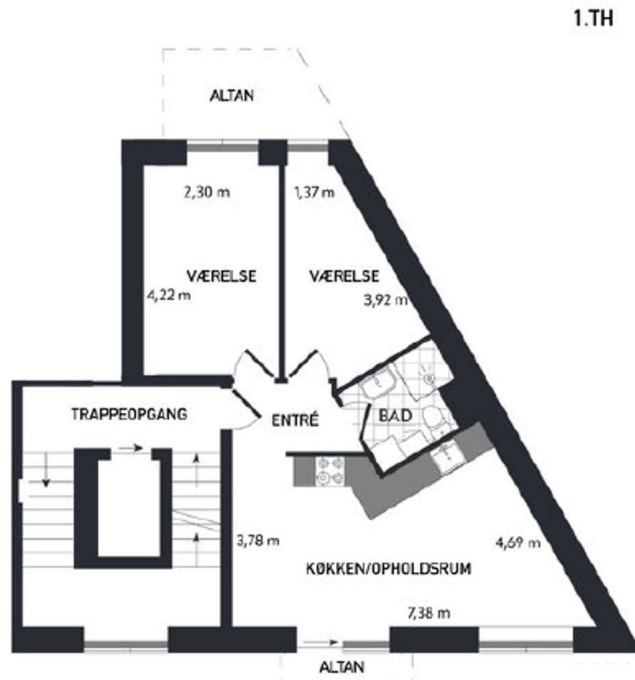 1.TH
ALTAN
2,30 m
1,37 m
VÆRELSE
VÆRELSE
4,22 m
3,92 m
TRAPPEOPGANG
ENTRÉ
BAD
3,78 m
4,69 m
KØKKEN/OPHOLDSRUM
7,38 m
ALTAN